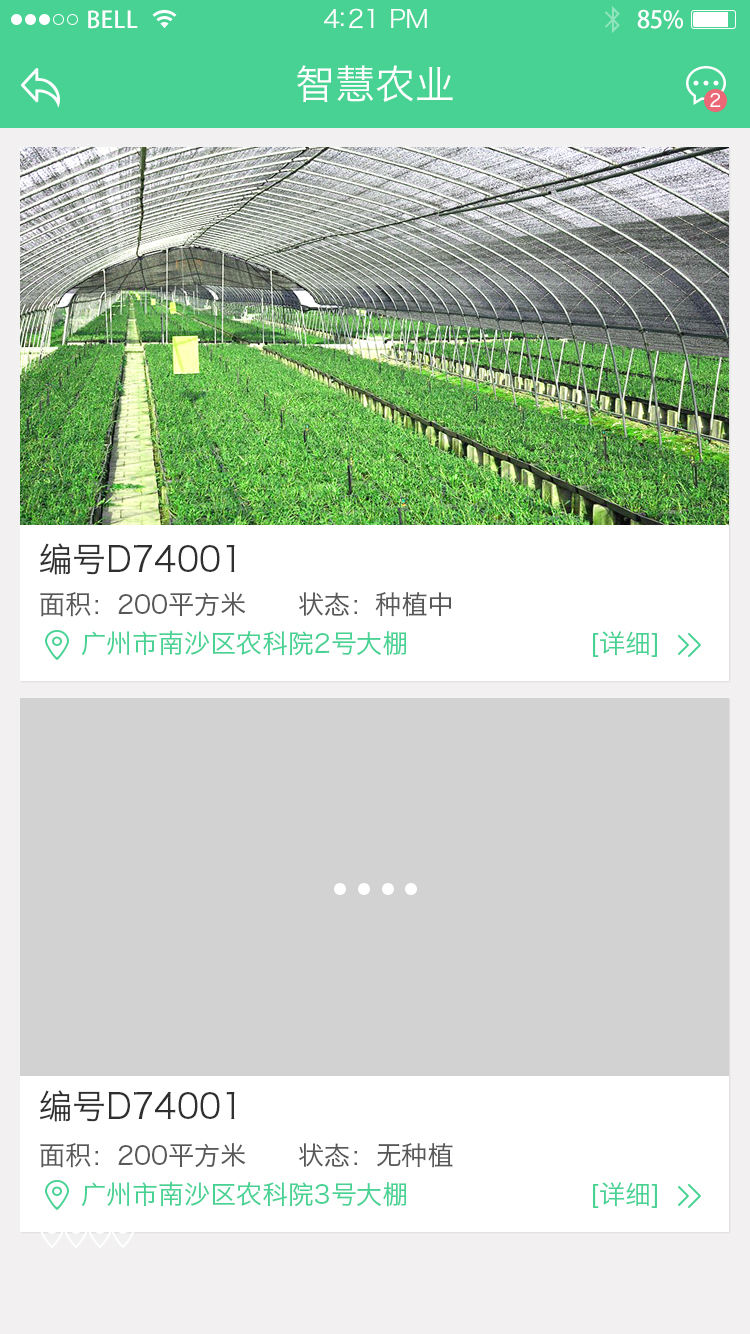 BELL 4:21 PM 85%
智慧农业
2
编号D74001
面积：200平方米 状态：种植中
广州市南沙区农科院2号大棚 [详细]
编号D74001
面积：200平方米 状态：无种植
广州市南沙区农科院3号大棚 [详细]